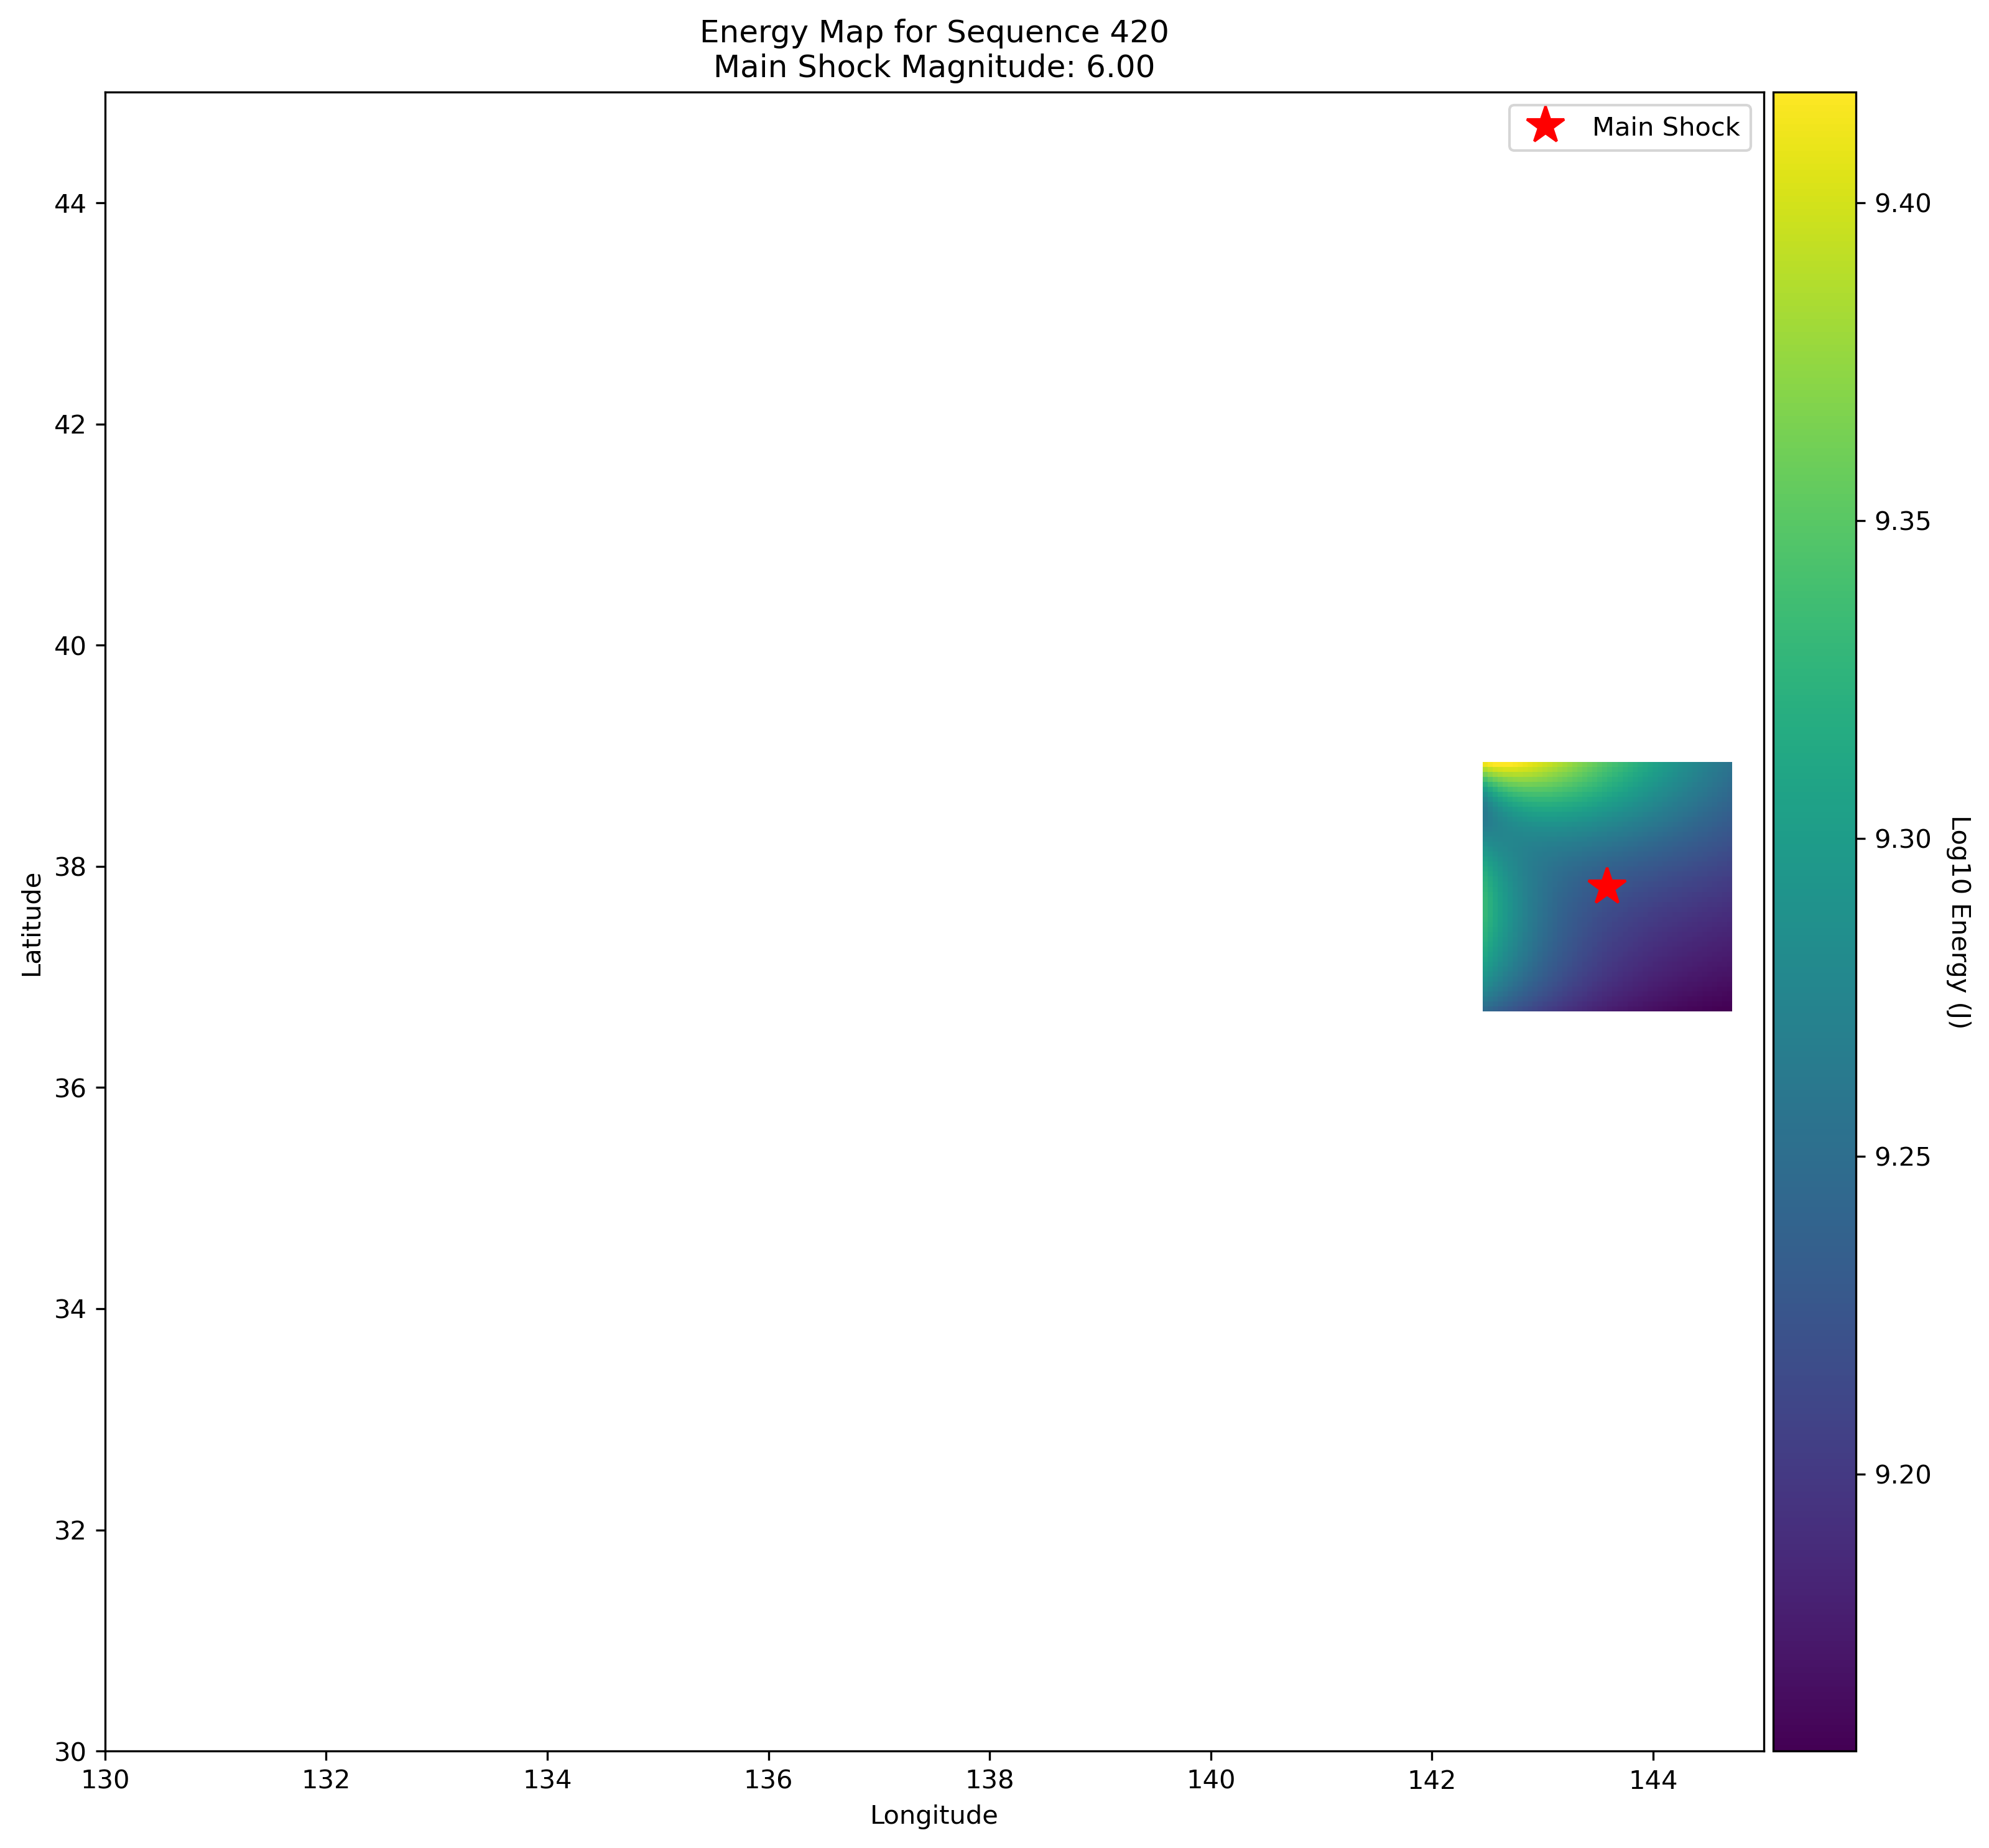 Energy Map for Sequence 420
Main Shock Magnitude: 6.00
Main Shock
44
42
40
38
36
34
32
30
Latitude
130 132 134 136 138 140 142 144
Longitude
9.40
9.35
9.30
9.25
9.20
Log10 Energy (J)